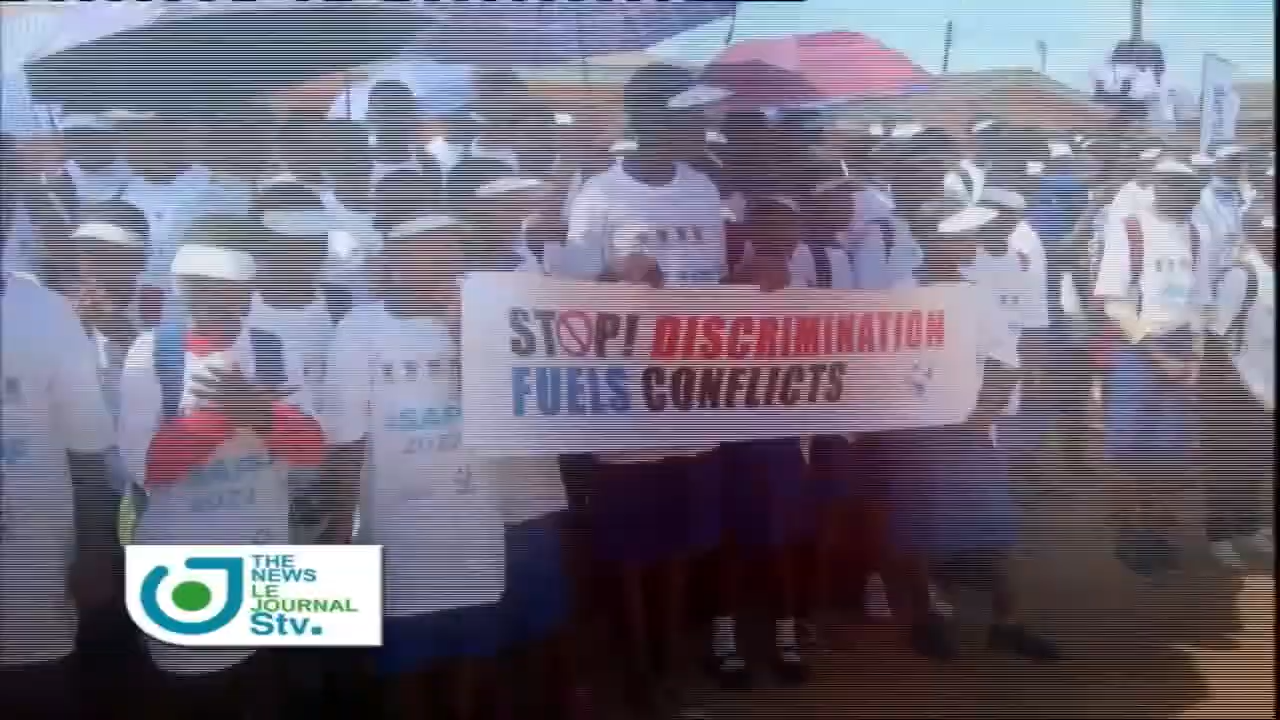 STOP! DISCRIMINATION
FUELS CONFLICTS
THE
NEWS
LE
JOURNAL
Stv.